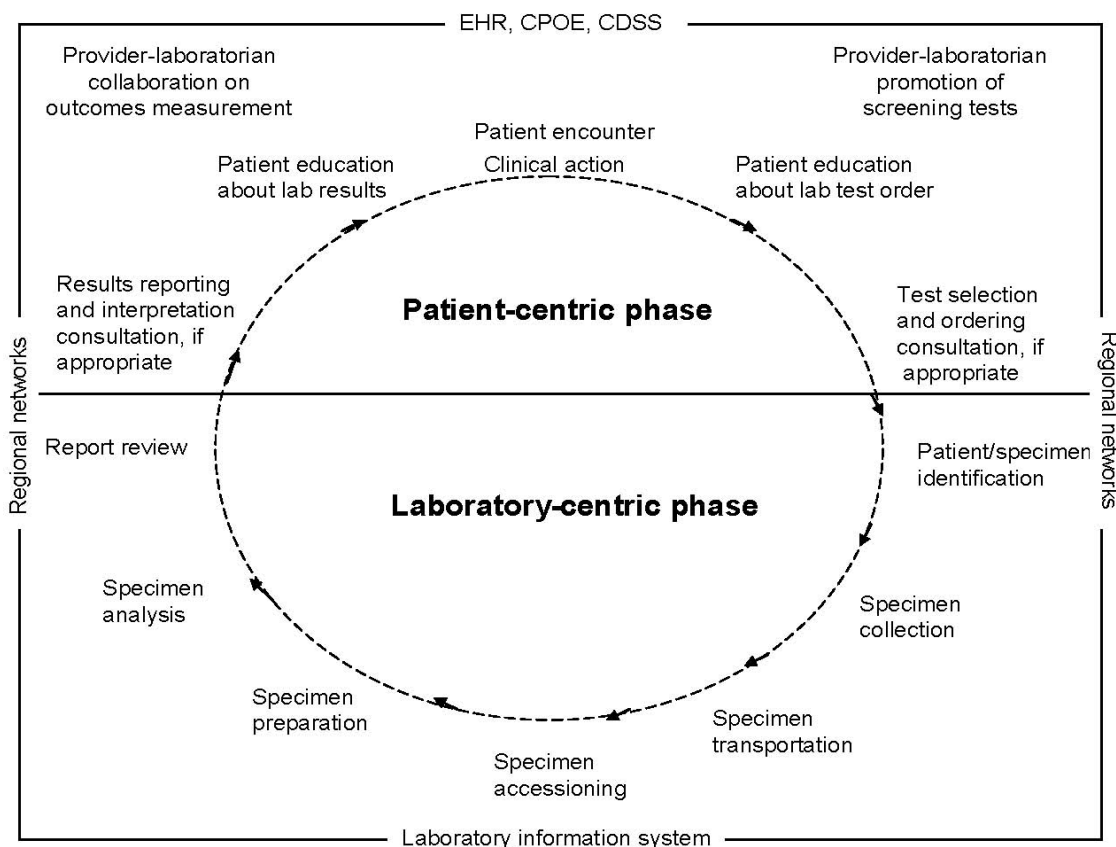 EHR, CPOE, CDSS
Provider-laboratorian
collaboration on
outcomes measurement
Provider-laboratorian
promotion of
screening tests
Patient encounter
Clinical action
Patient education
about lab results
Patient education
about lab test order
Results reporting
and interpretation
consultation, if
appropriate
Patient-centric phase
Test selection
and ordering
consultation, if
appropriate
Regional networks
Regional networks
Report review
Patient/specimen
identification
Laboratory-centric phase
Specimen
analysis
Specimen
collection
Specimen
preparation
Specimen
transportation
Specimen
accessioning
Laboratory information system